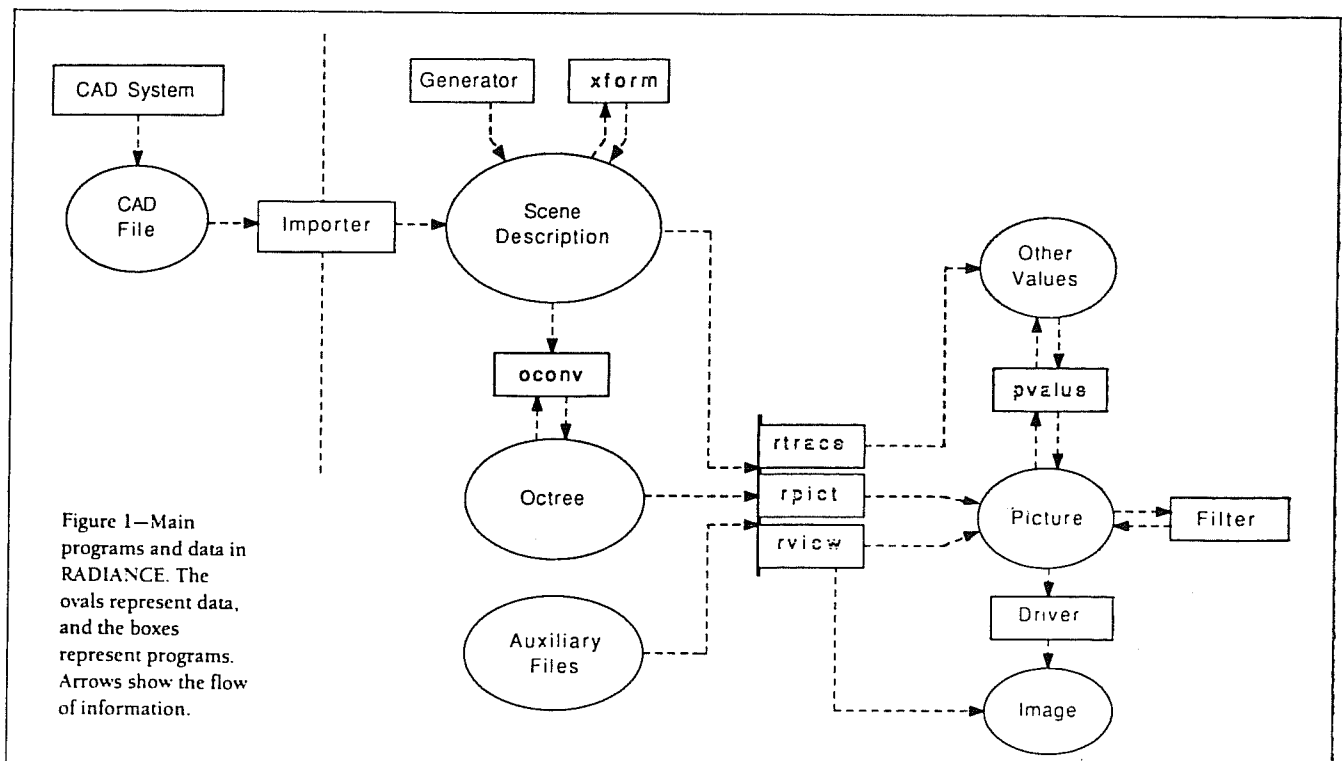 CAD System
Generator
xform
CAD
File
Importer
Scene
Description
Other
Values
oconv
pvalue
rtrace
Octree
rpict
Picture
Filter
rview
Driver
Auxiliary
Files
Image
Figure 1—Main
programs and data in
RADIANCE. The
ovals represent data,
and the boxes
represent programs.
Arrows show the flow
of information.